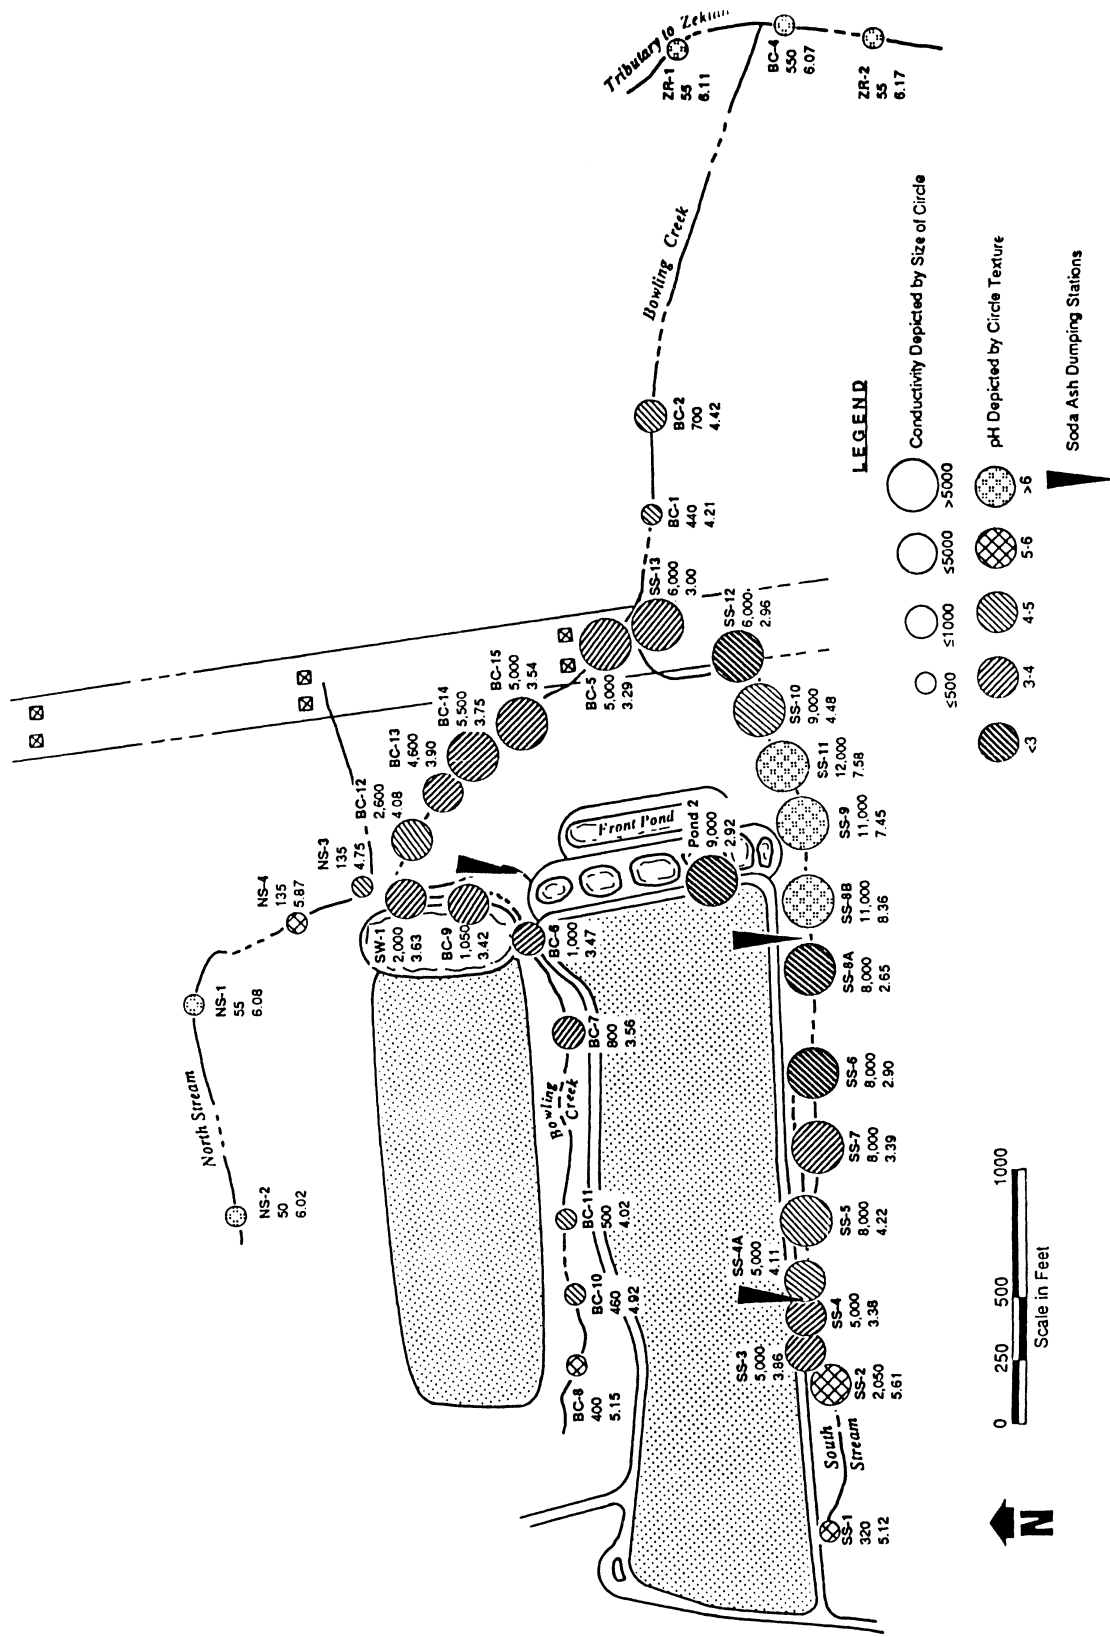 Tributary to Zekiah
ZR-1
55
6.11
BC-4
550
6.07
ZR-2
55
6.17
Bowling Creek
BC-2
700
4.42
BC-1
440
4.21
SS-13
6,000
3.00
SS-12
6,000
2.96
BC-5
5,000
3.29
BC-15
5,000
3.54
BC-14
5,500
3.75
BC-13
4,600
3.90
BC-12
2,600
4.08
NS-3
135
4.75
NS-4
135
5.87
NS-1
55
6.08
North Stream
NS-2
50
6.02
SW-1
2,000
3.63
BC-9
1,050
3.42
BC-6
1,000
3.47
BC-7
800
3.56
Bowling
Creek
BC-11
500
4.02
BC-10
460
4.92
BC-8
400
5.15
Front Pond
Pond 2
9,000
2.92
SS-10
9,000
4.48
SS-11
12,000
7.58
SS-9
11,000
7.45
SS-8B
11,000
8.36
SS-8A
8,000
2.65
SS-6
8,000
2.90
SS-7
8,000
3.39
SS-5
8,000
4.22
SS-4A
5,000
4.11
SS-4
5,000
3.38
SS-3
5,000
3.86
SS-2
2,050
5.61
South
Stream
SS-1
320
5.12
LEGEND
Conductivity Depicted by Size of Circle
≤500 ≤1000 ≤5000 >5000
pH Depicted by Circle Texture
<3 3-4 4-5 5-6 >6
Soda Ash Dumping Stations
0 250 500 1000
Scale in Feet
N